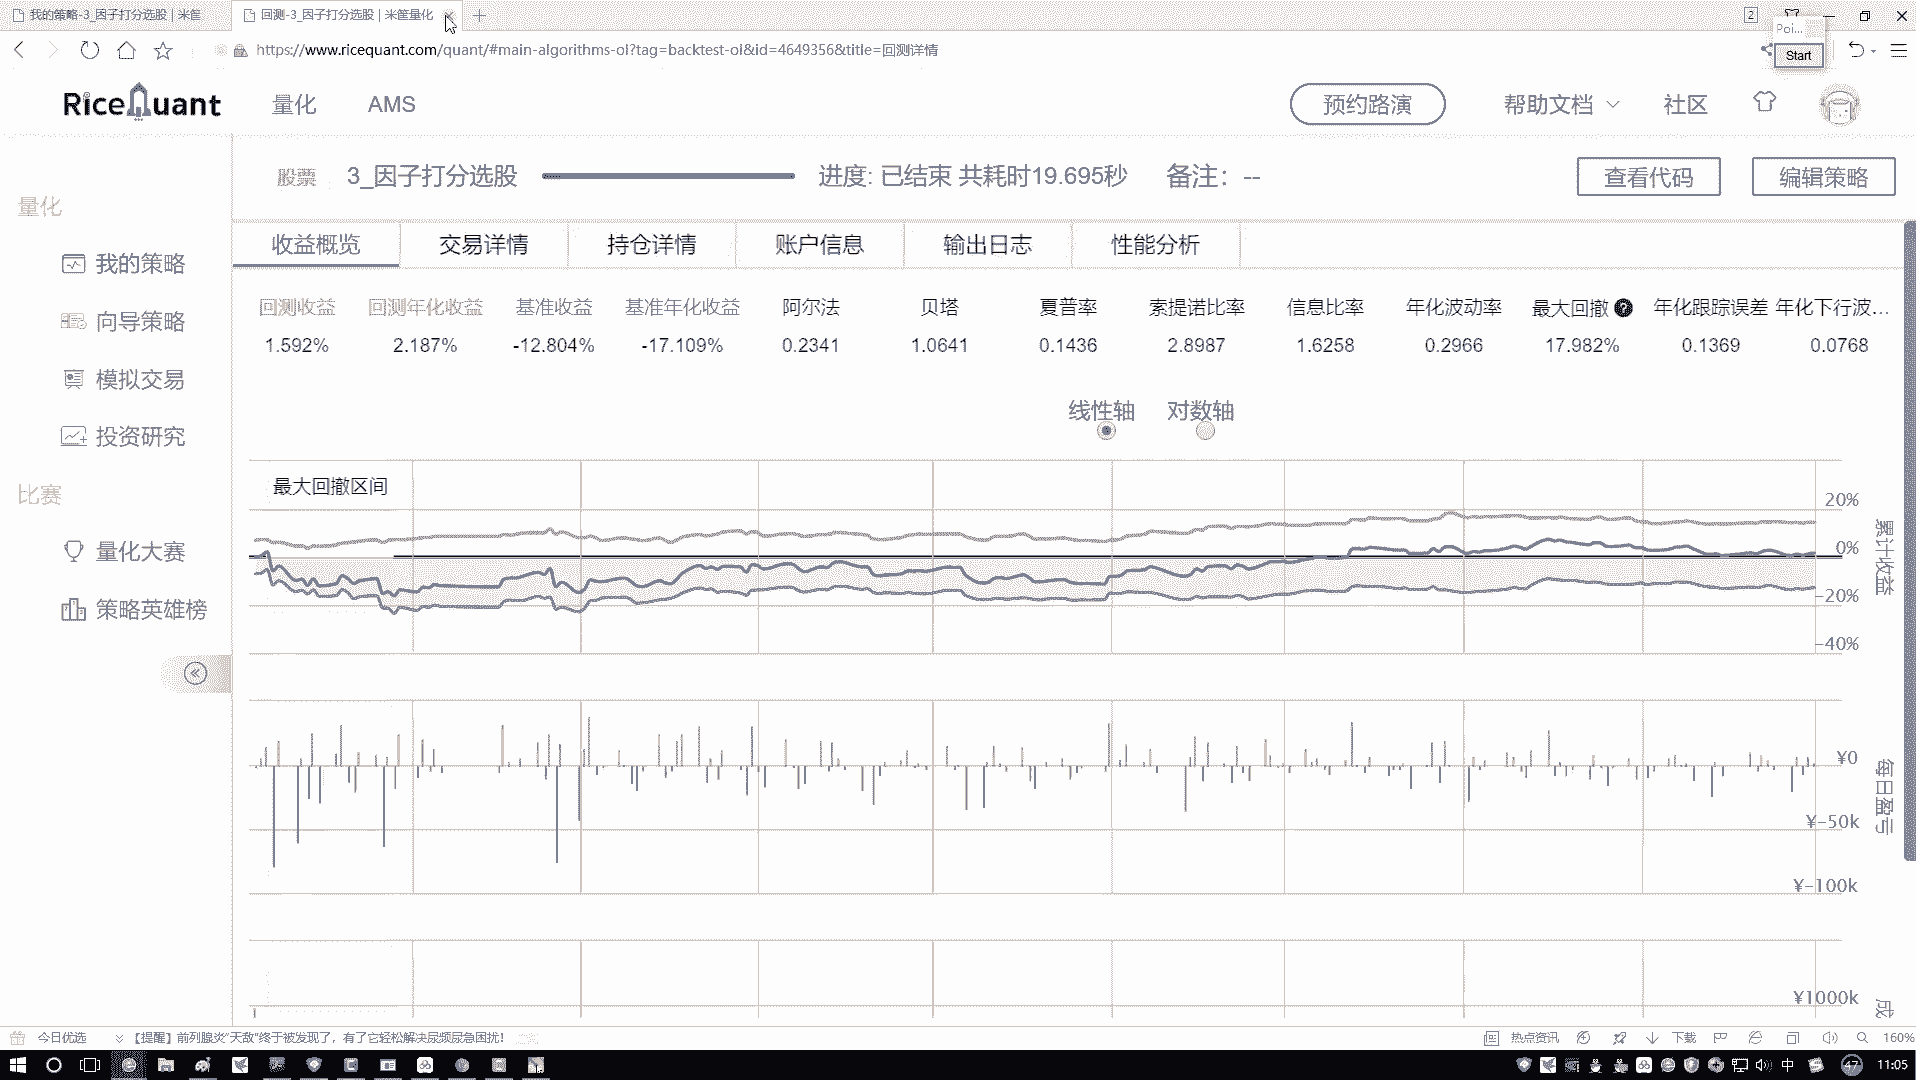 我的策略-3_因子打分选股 | 米筐
回测-3_因子打分选股 | 米筐量化
2
https://www.ricequant.com/quant/#main-algorithms-ol?tag=backtest-ol&id=4649356&title=回测详情
Poi...
Start
RiceQuant
量化
AMS
预约路演
帮助文档
社区
股票
3_因子打分选股
进度: 已结束 共耗时19.695秒
备注: --
查看代码
编辑策略
量化
我的策略
向导策略
模拟交易
投资研究
比赛
量化大赛
策略英雄榜
收益概览
交易详情
持仓详情
账户信息
输出日志
性能分析
回测收益 回测年化收益 基准收益 基准年化收益 阿尔法 贝塔 夏普率 索提诺比率 信息比率 年化波动率 最大回撤 ? 年化跟踪误差 年化下行波...
1.592% 2.187% -12.804% -17.109% 0.2341 1.0641 0.1436 2.8987 1.6258 0.2966 17.982% 0.1369 0.0768
线性轴 对数轴
最大回撤区间
20%
0%
-20%
-40%
累计收益
¥0
¥-50k
¥-100k
每日盈亏
¥1000k
成
今日优选
【提醒】前列腺炎“天敌”终于被发现了，有了它轻松解决尿频尿急困扰！
热点资讯
下载
160%
中
47
11:05